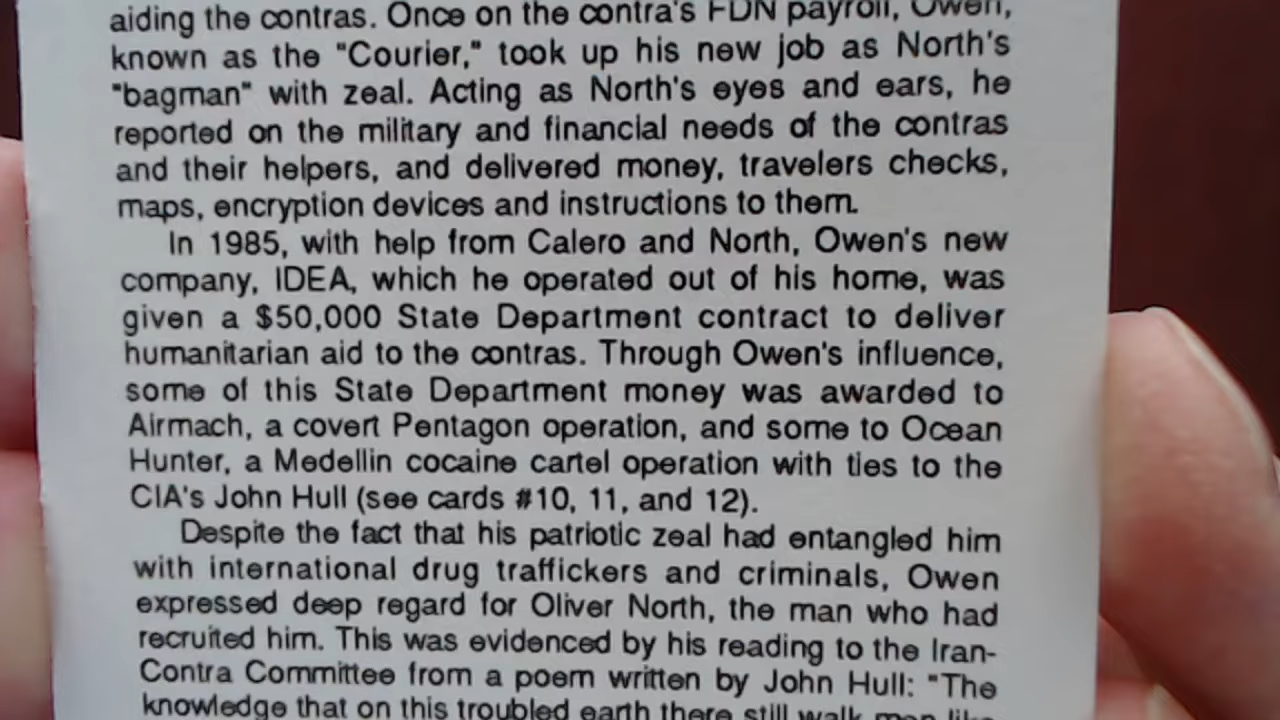 aiding the contras. Once on the contra's FDN payroll, Owen,
known as the "Courier," took up his new job as North's
"bagman" with zeal. Acting as North's eyes and ears, he
reported on the military and financial needs of the contras
and their helpers, and delivered money, travelers checks,
maps, encryption devices and instructions to them.
In 1985, with help from Calero and North, Owen's new
company, IDEA, which he operated out of his home, was
given a $50,000 State Department contract to deliver
humanitarian aid to the contras. Through Owen's influence,
some of this State Department money was awarded to
Airmach, a covert Pentagon operation, and some to Ocean
Hunter, a Medellin cocaine cartel operation with ties to the
CIA's John Hull (see cards #10, 11, and 12).
Despite the fact that his patriotic zeal had entangled him
with international drug traffickers and criminals, Owen
expressed deep regard for Oliver North, the man who had
recruited him. This was evidenced by his reading to the Iran-
Contra Committee from a poem written by John Hull: "The
knowledge that on this troubled earth there still walk men like